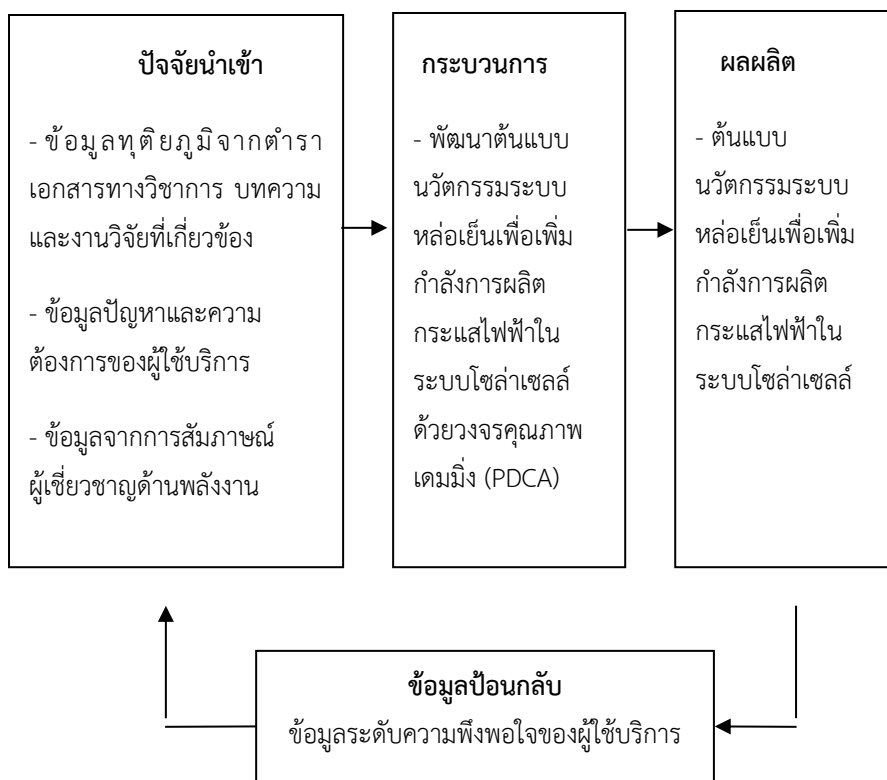 ปัจจัยนำเข้า
- ข้อมูลทุติยภูมิจากตำรา
เอกสารทางวิชาการ บทความ
และงานวิจัยที่เกี่ยวข้อง
- ข้อมูลปัญหาและความ
ต้องการของผู้ใช้บริการ
- ข้อมูลจากการสัมภาษณ์
ผู้เชี่ยวชาญด้านพลังงาน
กระบวนการ
- พัฒนาต้นแบบ
นวัตกรรมระบบ
หล่อเย็นเพื่อเพิ่ม
กำลังการผลิต
กระแสไฟฟ้าใน
ระบบโซล่าเซลล์
ด้วยวงจรคุณภาพ
เดมมิ่ง (PDCA)
ผลผลิต
- ต้นแบบ
นวัตกรรมระบบ
หล่อเย็นเพื่อเพิ่ม
กำลังการผลิต
กระแสไฟฟ้าใน
ระบบโซล่าเซลล์
ข้อมูลป้อนกลับ
ข้อมูลระดับความพึงพอใจของผู้ใช้บริการ